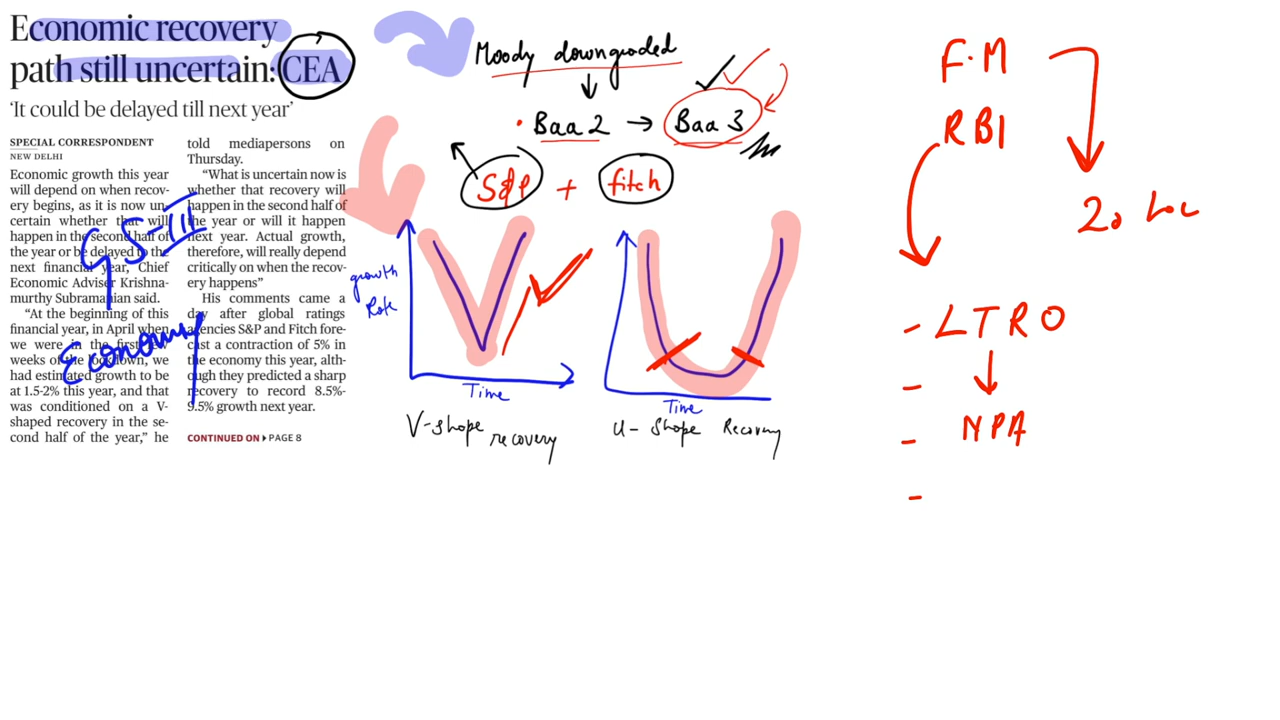 Economic recovery
path still uncertain: CEA
'It could be delayed till next year'
SPECIAL CORRESPONDENT
NEW DELHI
Economic growth this year
will depend on when recov-
ery begins, as it is now un-
certain whether that will
happen in the second half of
the year or be delayed to the
next financial year, Chief
Economic Adviser Krishna-
murthy Subramanian said.
"At the beginning of this
financial year, in April when
we were in the first few
weeks of the lockdown, we
had estimated growth to be
at 1.5-2% this year, and that
was conditioned on a V-
shaped recovery in the se-
cond half of the year," he
told mediapersons on
Thursday.
"What is uncertain now is
whether that recovery will
happen in the second half of
the year or will it happen
next year. Actual growth,
therefore, will really depend
critically on when the recov-
ery happens"
His comments came a
day after global ratings
agencies S&P and Fitch fore-
cast a contraction of 5% in
the economy this year, alth-
ough they predicted a sharp
recovery to record 8.5%-
9.5% growth next year.
CONTINUED ON PAGE 8
GS-III
Economy
Moody downgraded
Baa 2 → Baa 3
S&P + fitch
growth
Rate
Time
V-shape recovery
Time
U-Shape Recovery
F.M
RBI
20 Lac
- LTRO
-
- NPA
-